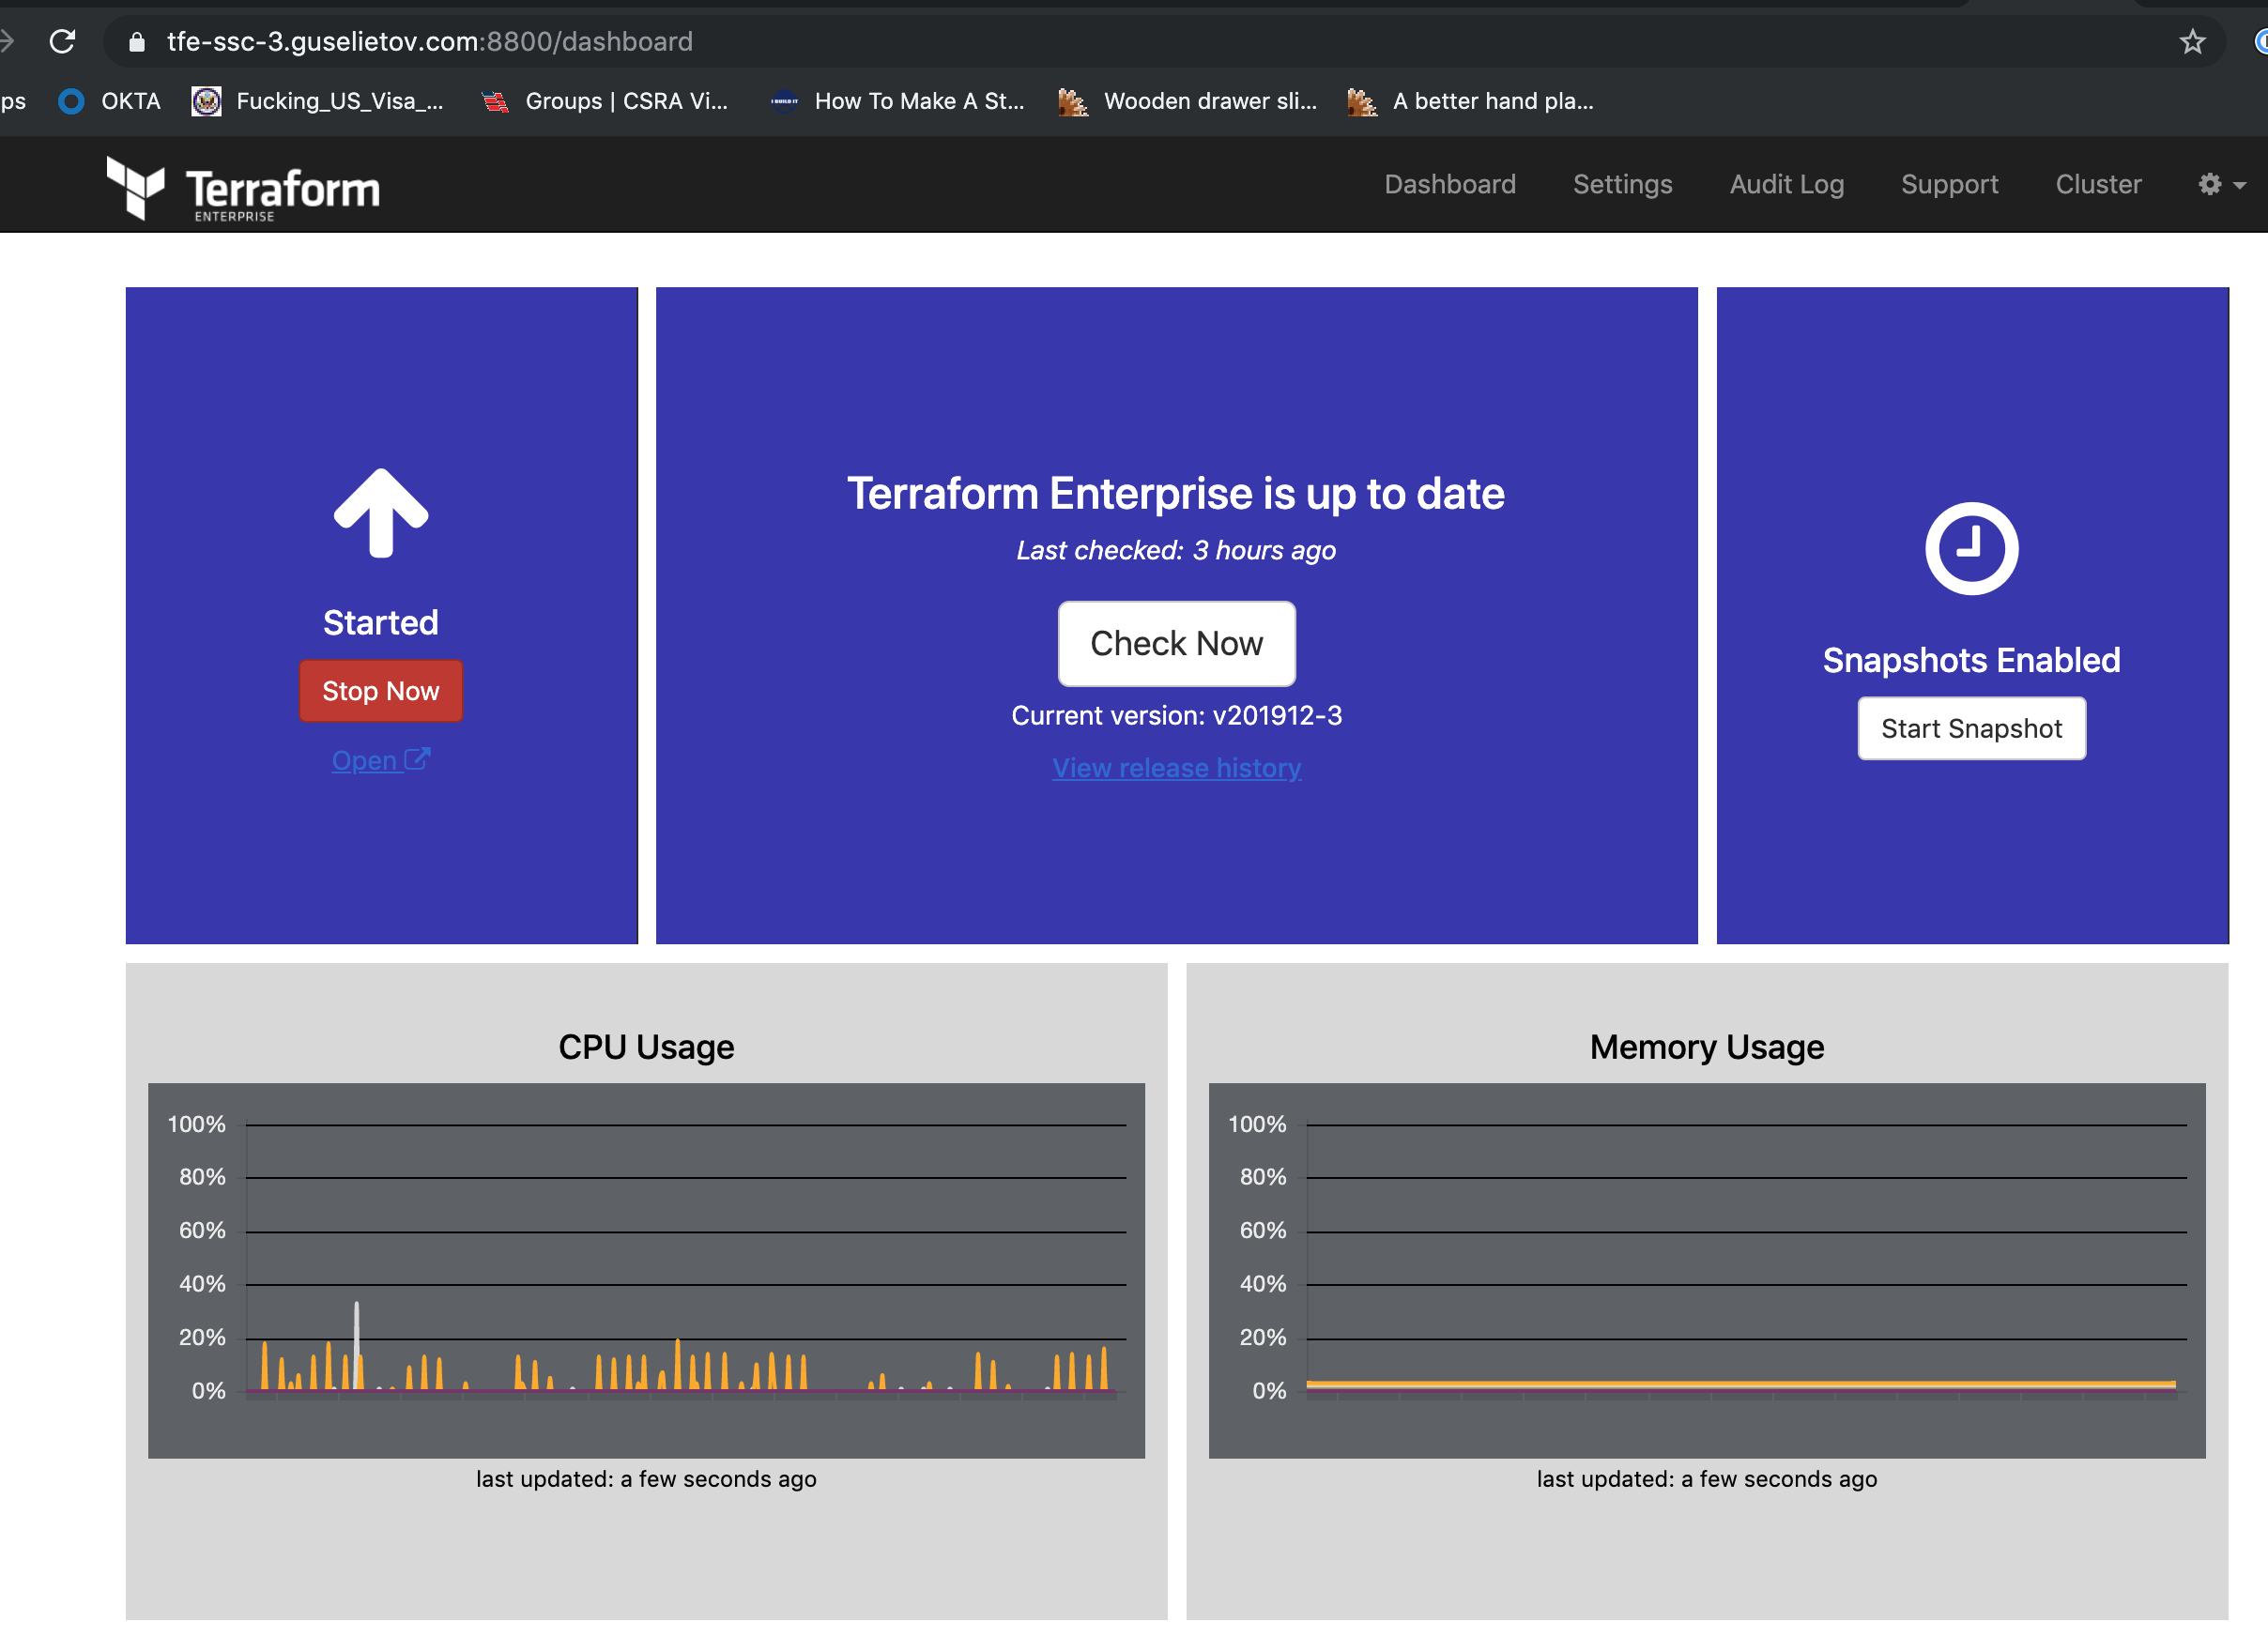 tfe-ssc-3.guselietov.com:8800/dashboard
ps OKTA Fucking_US_Visa_... Groups | CSRA Vi... How To Make A St... Wooden drawer sli... A better hand pla...
Terraform
ENTERPRISE
Dashboard Settings Audit Log Support Cluster
Started
Stop Now
Open
Terraform Enterprise is up to date
Last checked: 3 hours ago
Check Now
Current version: v201912-3
View release history
Snapshots Enabled
Start Snapshot
CPU Usage
100%
80%
60%
40%
20%
0%
last updated: a few seconds ago
Memory Usage
100%
80%
60%
40%
20%
0%
last updated: a few seconds ago